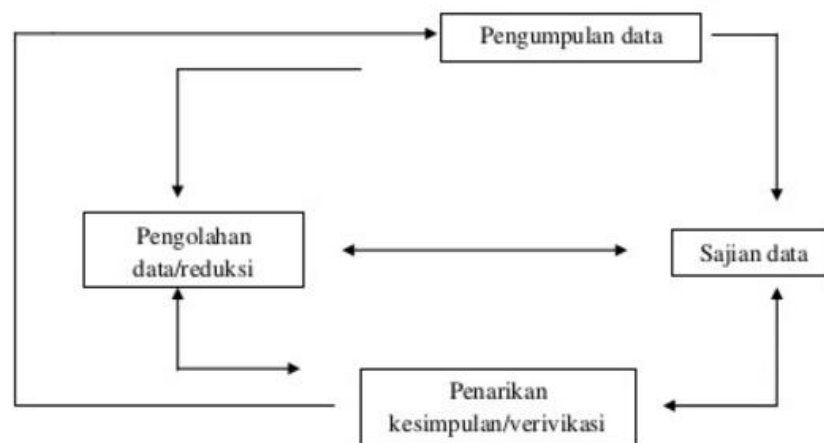 Pengumpulan data
Pengolahan
data/reduksi
Sajian data
Penarikan
kesimpulan/verivikasi